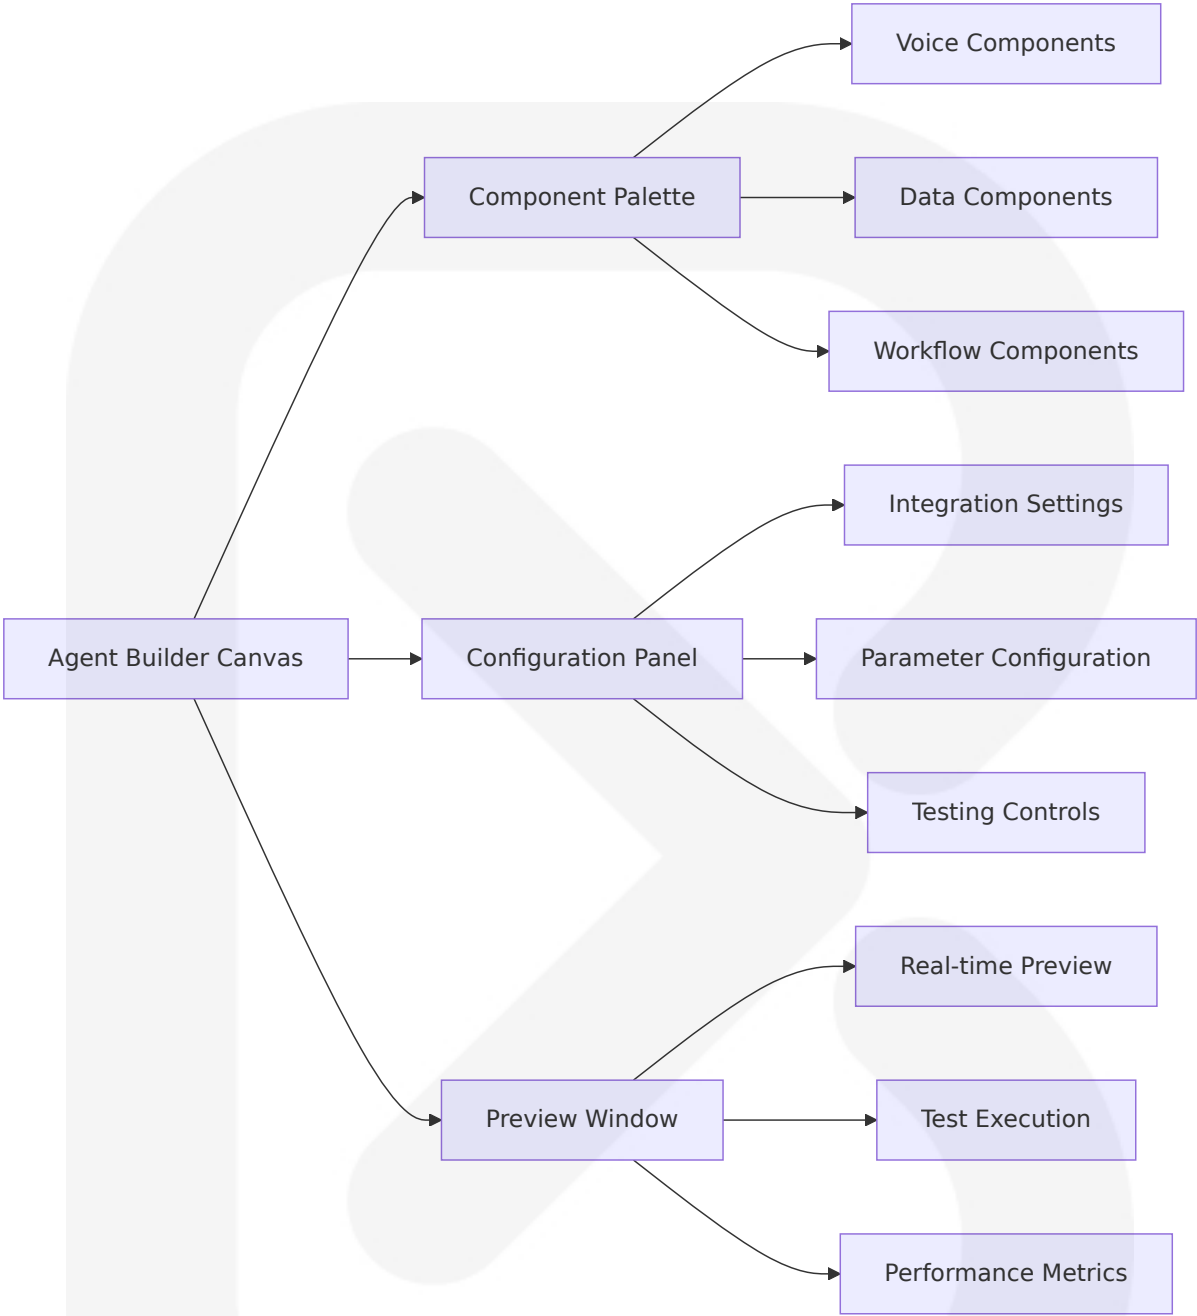 Voice Components
Component Palette
Data Components
Workflow Components
Integration Settings
Agent Builder Canvas
Configuration Panel
Parameter Configuration
Testing Controls
Real-time Preview
Preview Window
Test Execution
Performance Metrics